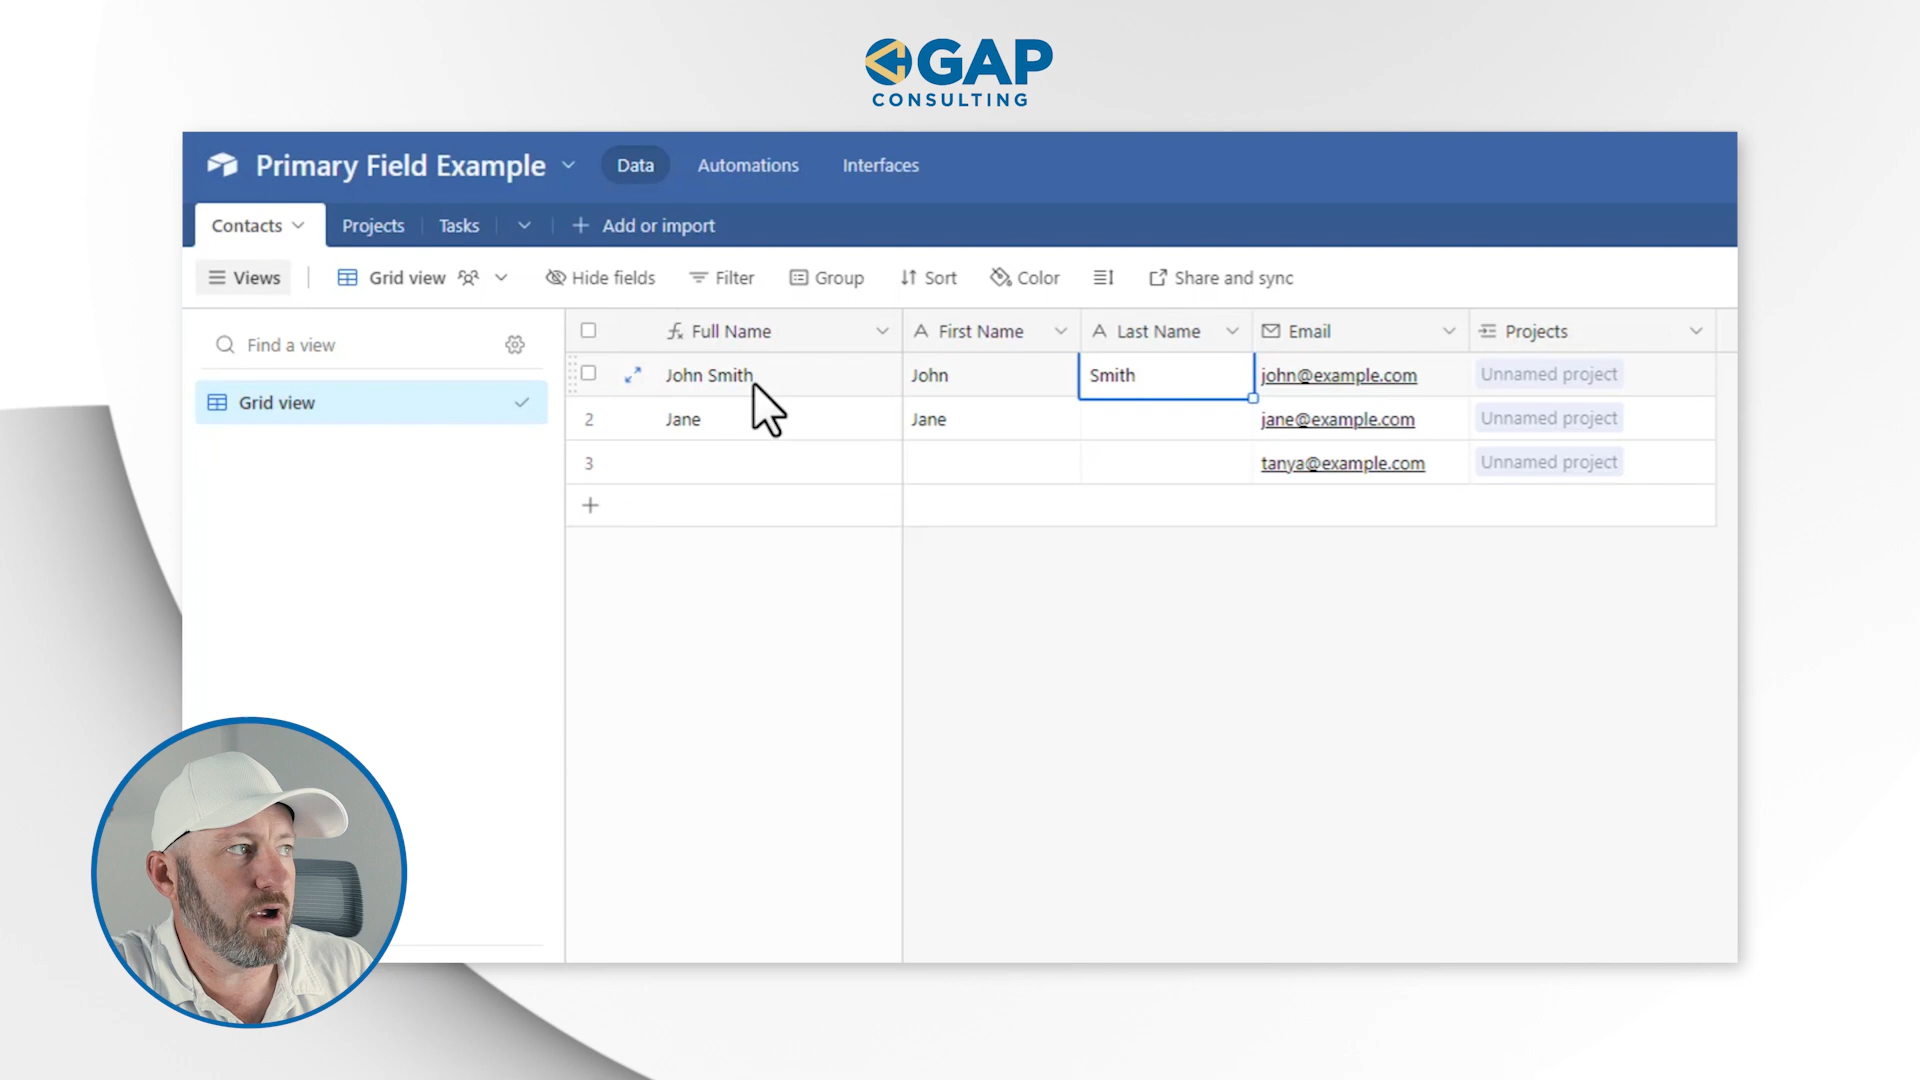 GAP
CONSULTING
Primary Field Example Data Automations Interfaces
Contacts Projects Tasks Add or import
Views Grid view Hide fields Filter Group Sort Color Share and sync
Find a view
Grid view
Full Name First Name Last Name Email Projects
John Smith John Smith john@example.com Unnamed project
2 Jane Jane jane@example.com Unnamed project
3 tanya@example.com Unnamed project